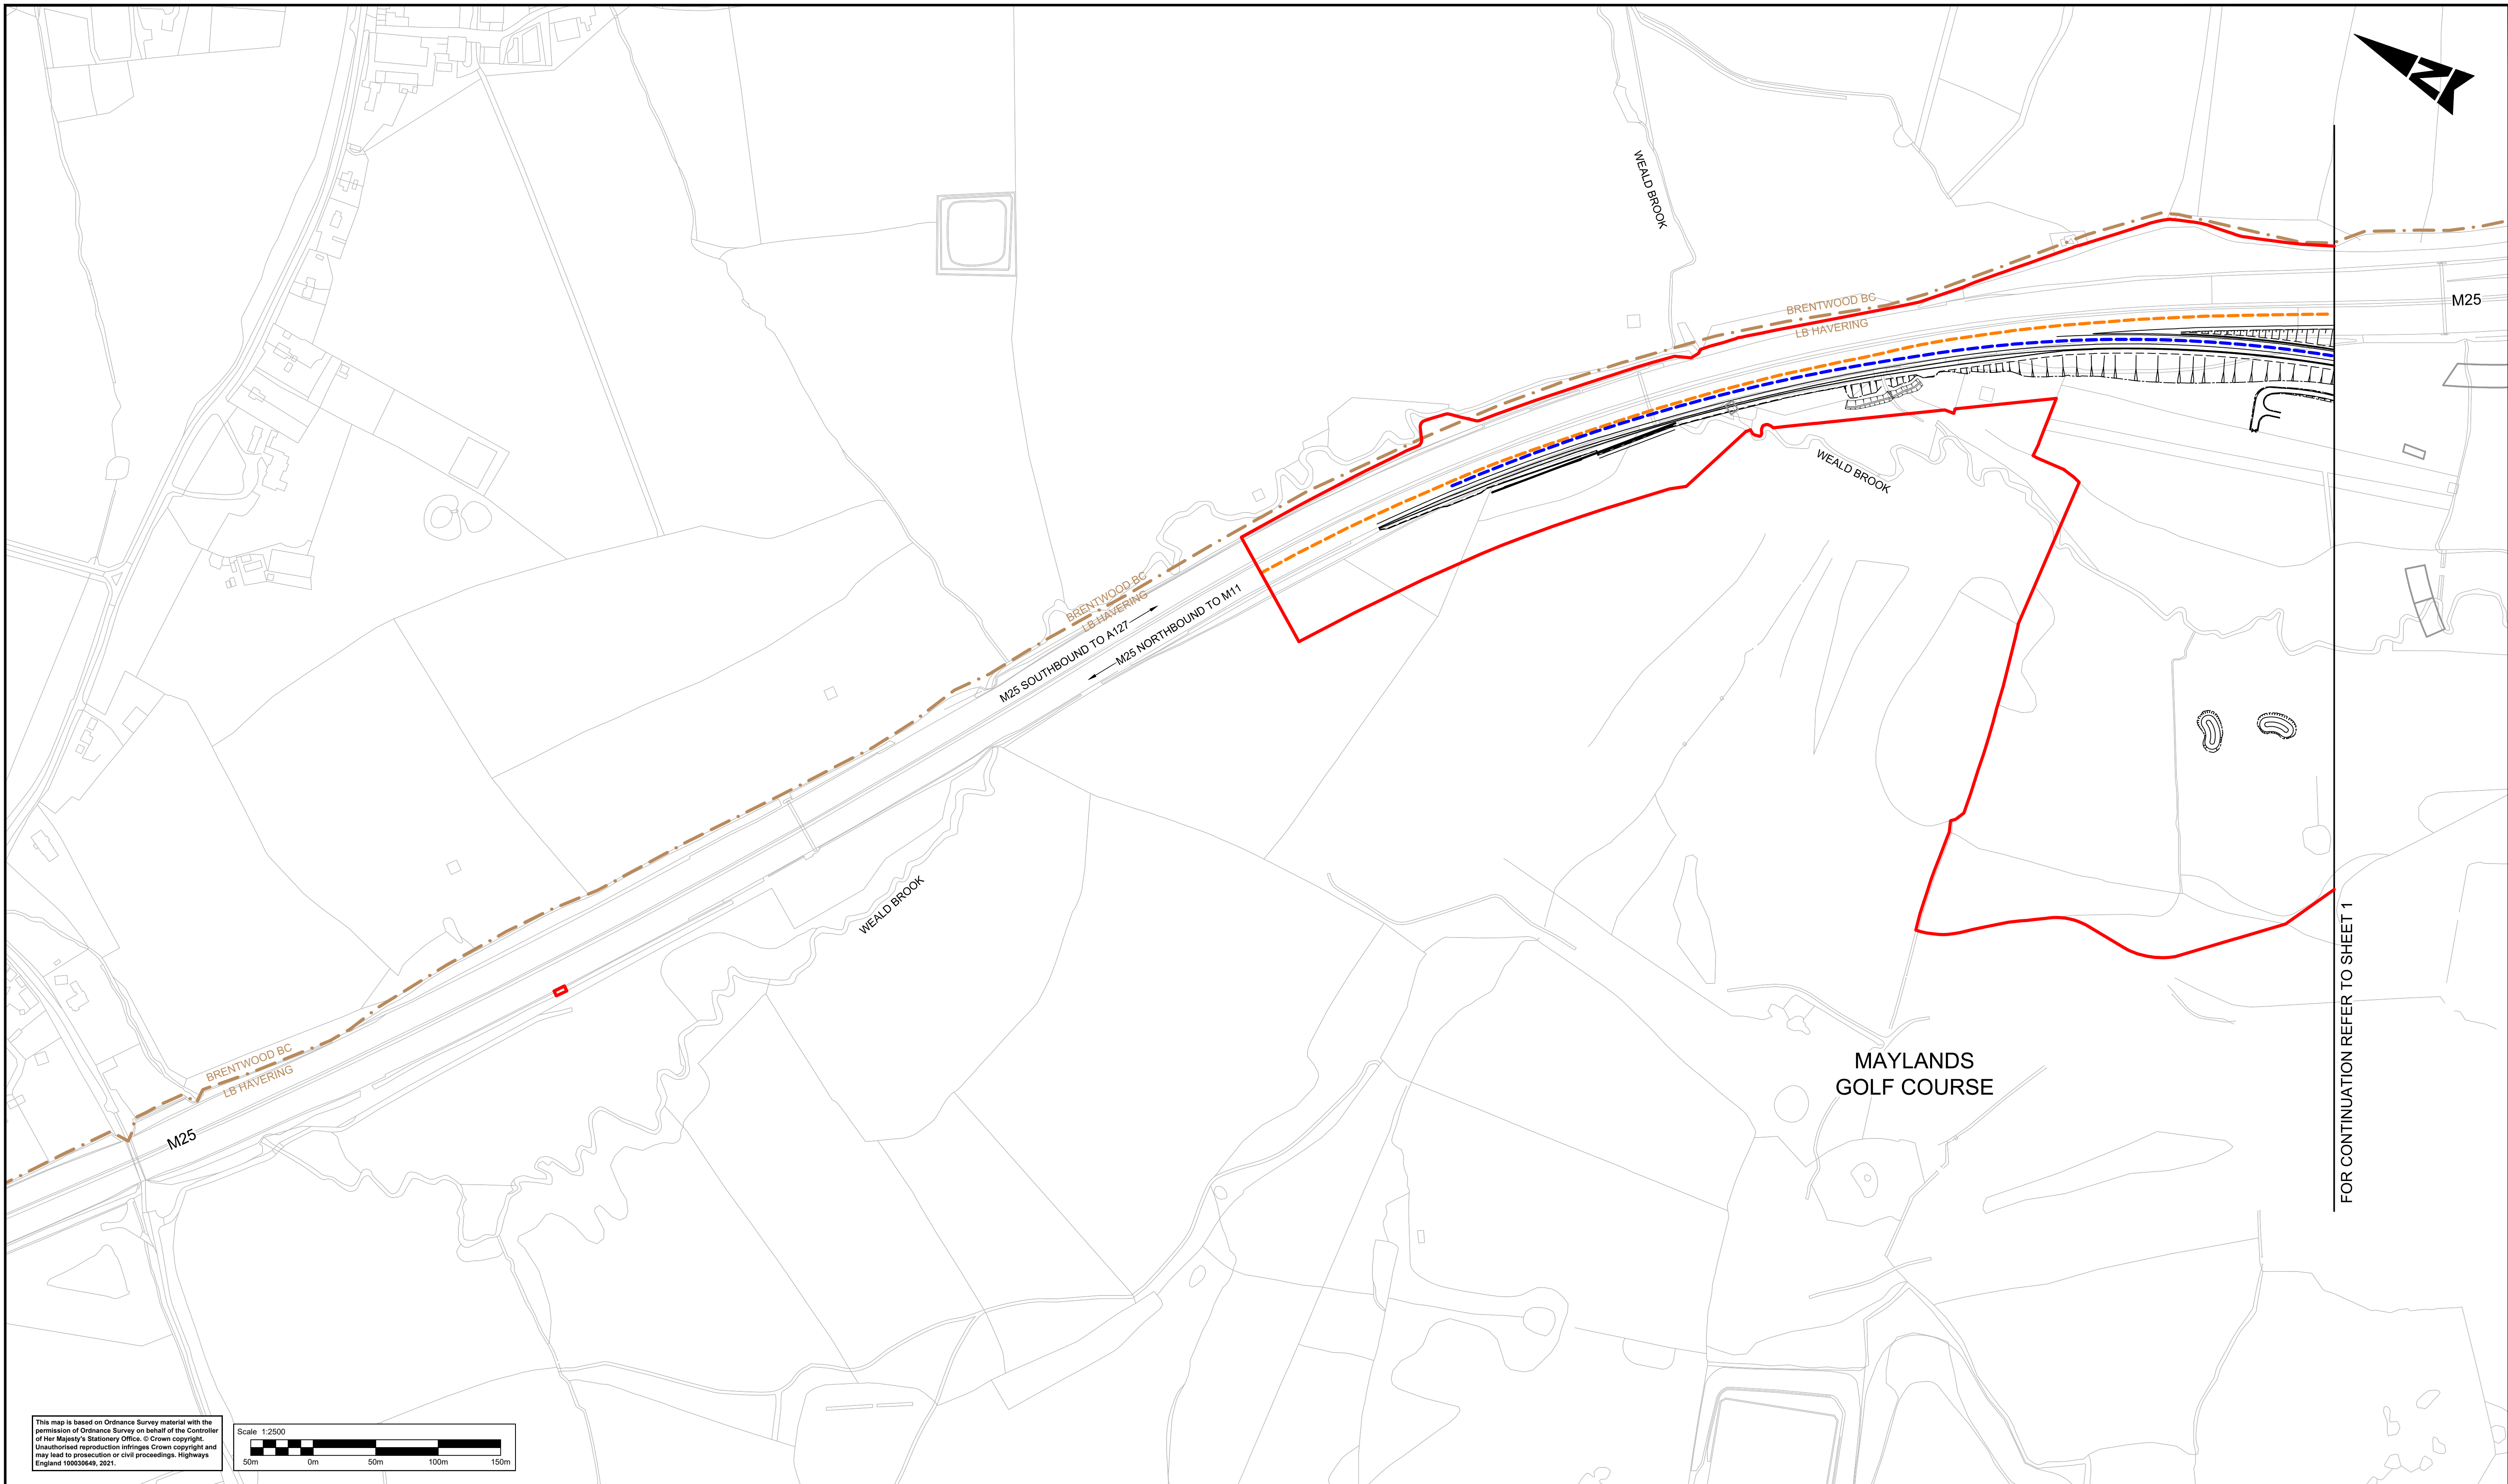 N
WEALD BROOK
BRENTWOOD BC
LB HAVERING
M25
WEALD BROOK
BRENTWOOD BC
LB HAVERING
M25 SOUTHBOUND TO A127
M25 NORTHBOUND TO M11
WEALD BROOK
BRENTWOOD BC
LB HAVERING
M25
MAYLANDS
GOLF COURSE
FOR CONTINUATION REFER TO SHEET 1
This map is based on Ordnance Survey material with the
permission of Ordnance Survey on behalf of the Controller
of Her Majesty's Stationery Office. © Crown copyright.
Unauthorised reproduction infringes Crown copyright and
may lead to prosecution or civil proceedings. Highways
England 100030649, 2021.
Scale 1:2500
50m 0m 50m 100m 150m